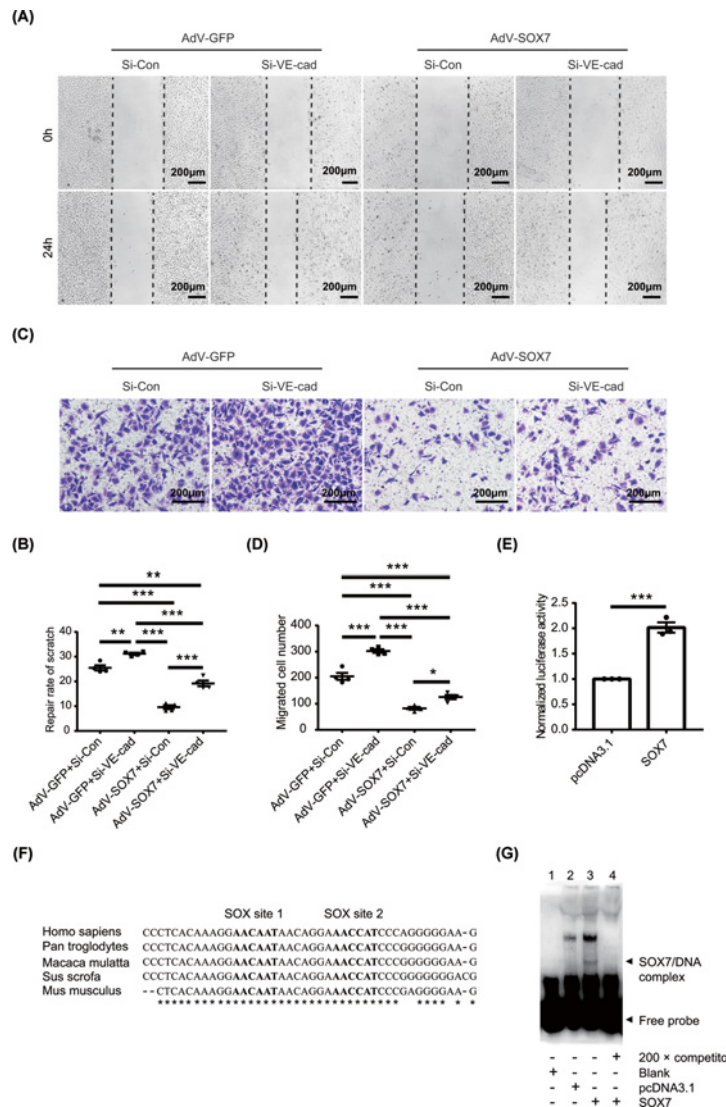 (A)
AdV-GFP AdV-SOX7
Si-Con Si-VE-cad Si-Con Si-VE-cad
0h
200μm 200μm 200μm 200μm
24h
200μm 200μm 200μm 200μm
(C)
AdV-GFP AdV-SOX7
Si-Con Si-VE-cad Si-Con Si-VE-cad
200μm 200μm 200μm 200μm
(B)
**
***
***
** ***
***
Repair rate of scratch
40
30
20
10
0
AdV-GFP+Si-Con
AdV-GFP+Si-VE-cad
AdV-SOX7+Si-Con
AdV-SOX7+Si-VE-cad
(D)
***
***
***
*** ***
*
Migrated cell number
400
300
200
100
0
AdV-GFP+Si-Con
AdV-GFP+Si-VE-cad
AdV-SOX7+Si-Con
AdV-SOX7+Si-VE-cad
(E)
***
Normalized luciferase activity
2.5
2.0
1.5
1.0
0.5
0.0
pcDNA3.1
SOX7
(F)
SOX site 1 SOX site 2
Homo sapiens CCCTCACAAAGGAACAATAACAGGAAACCATCCCAGGGGGAA-G
Pan troglodytes CCCTCACAAAGGAACAATAACAGGAAACCATCCCGGGGGGAA-G
Macaca mulatta CCCTCACAAAGGAACAATAACAGGAAACCATCCCGGGGGGAA-G
Sus scrofa CCCTCACAAAGGAACAATAACAGGAAACCATCCCGGGGGGGACG
Mus musculus --CTCACAAAGGAACAATAACAGGAAACCATCCCGAGGGGAA-G
******************************** **** * *
(G)
1 2 3 4
SOX7/DNA
complex
Free probe
- - - + 200 × competitor
+ - - - Blank
- + - - pcDNA3.1
- - + + SOX7